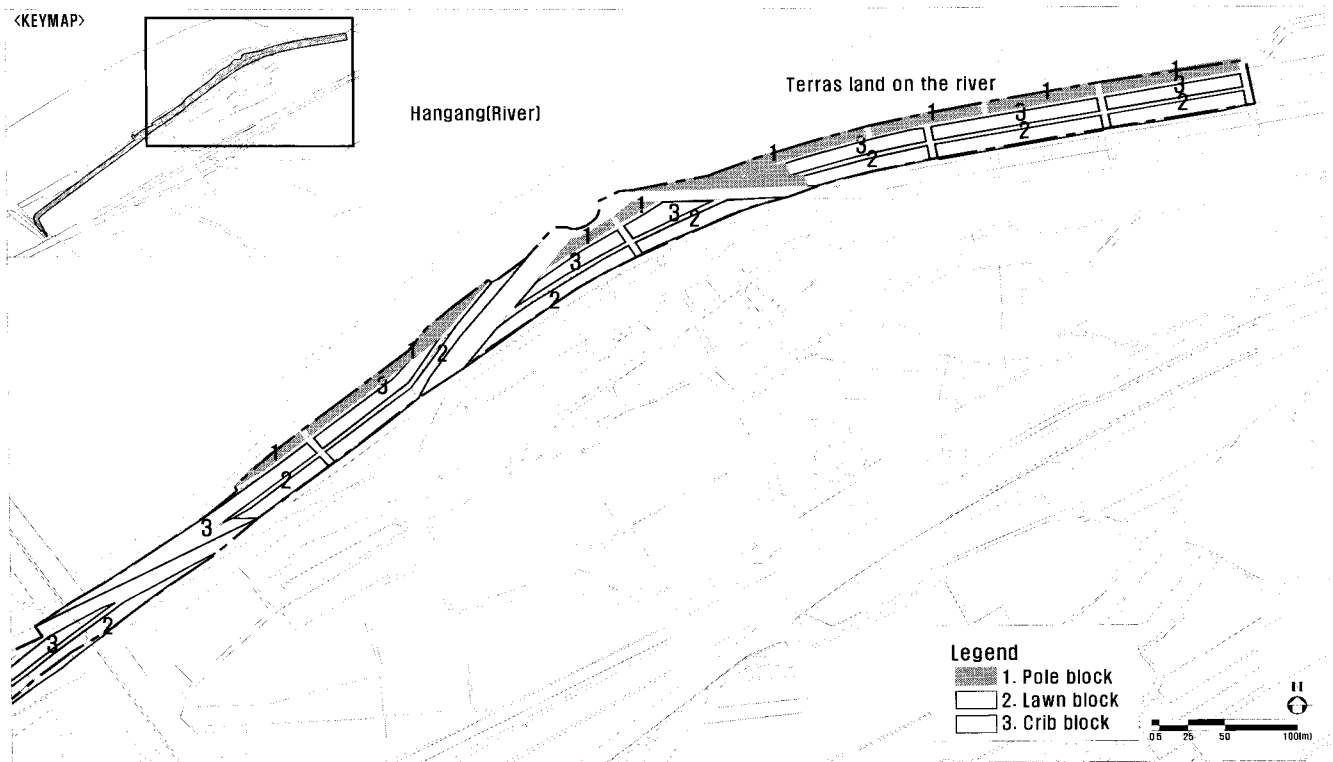 <KEYMAP>
Hangang(River)
Terras land on the river
1
1
1
1
3
3
3
2
2
2
1
1
3
2
3
2
1
2
3
1
2
3
2
3
Legend
1. Pole block
2. Lawn block
3. Crib block
N
0 5 25 50 100(m)